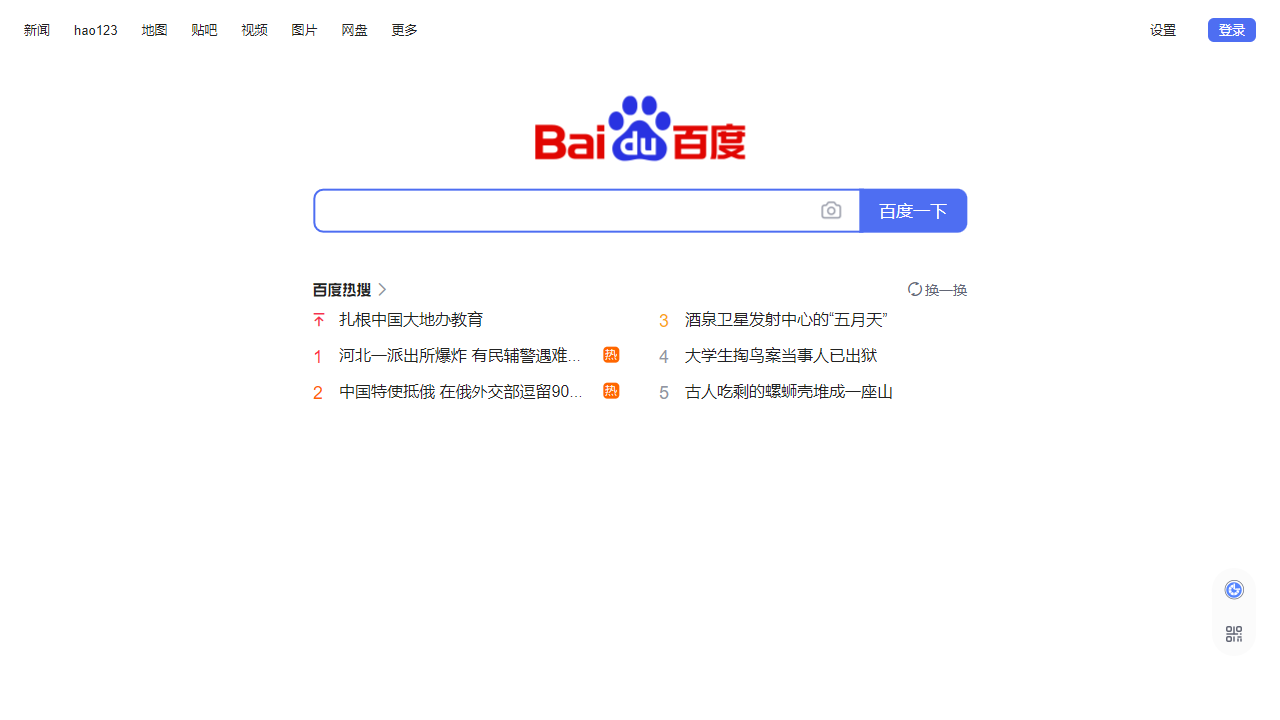 新闻 hao123 地图 贴吧 视频 图片 网盘 更多 设置 登录
Bai du 百度
百度一下
百度热搜 换一换
扎根中国大地办教育
1 河北一派出所爆炸 有民辅警遇难... 热
2 中国特使抵俄 在俄外交部逗留90... 热
3 酒泉卫星发射中心的“五月天”
4 大学生掏鸟案当事人已出狱
5 古人吃剩的螺蛳壳堆成一座山